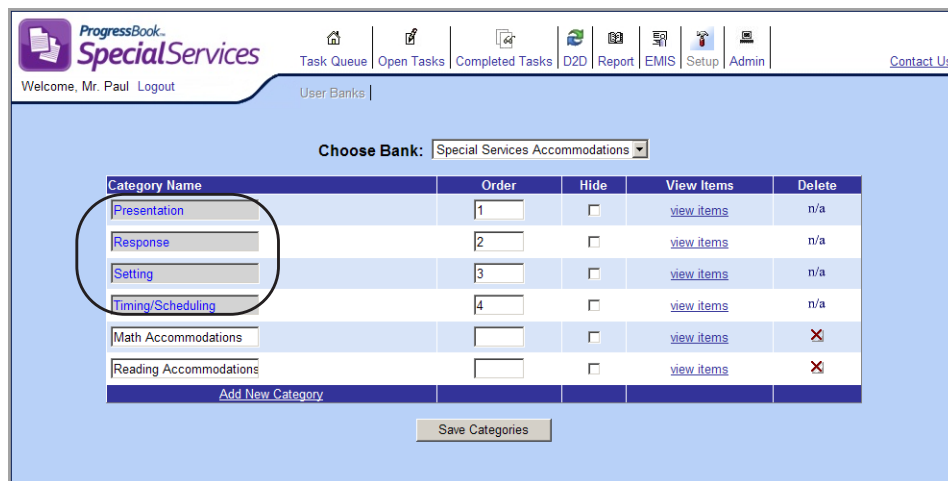 ProgressBook™
SpecialServices
Task Queue | Open Tasks | Completed Tasks | D2D | Report | EMIS | Setup | Admin |
Contact Us
Welcome, Mr. Paul Logout
User Banks |
Choose Bank: Special Services Accommodations
Category Name Order Hide View Items Delete
Presentation 1 view items n/a
Response 2 view items n/a
Setting 3 view items n/a
Timing/Scheduling 4 view items n/a
Math Accommodations view items
Reading Accommodations view items
Add New Category
Save Categories